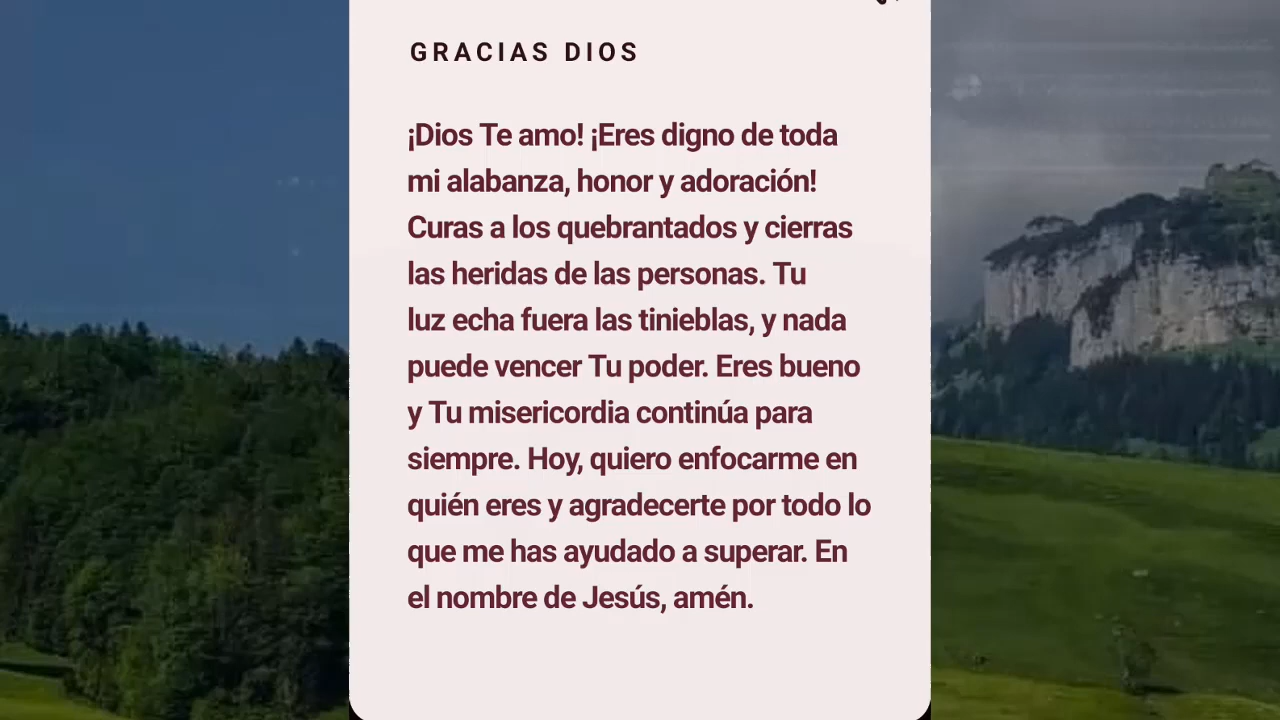 GRACIAS DIOS
¡Dios Te amo! ¡Eres digno de toda
mi alabanza, honor y adoración!
Curas a los quebrantados y cierras
las heridas de las personas. Tu
luz echa fuera las tinieblas, y nada
puede vencer Tu poder. Eres bueno
y Tu misericordia continúa para
siempre. Hoy, quiero enfocarme en
quién eres y agradecerte por todo lo
que me has ayudado a superar. En
el nombre de Jesús, amén.